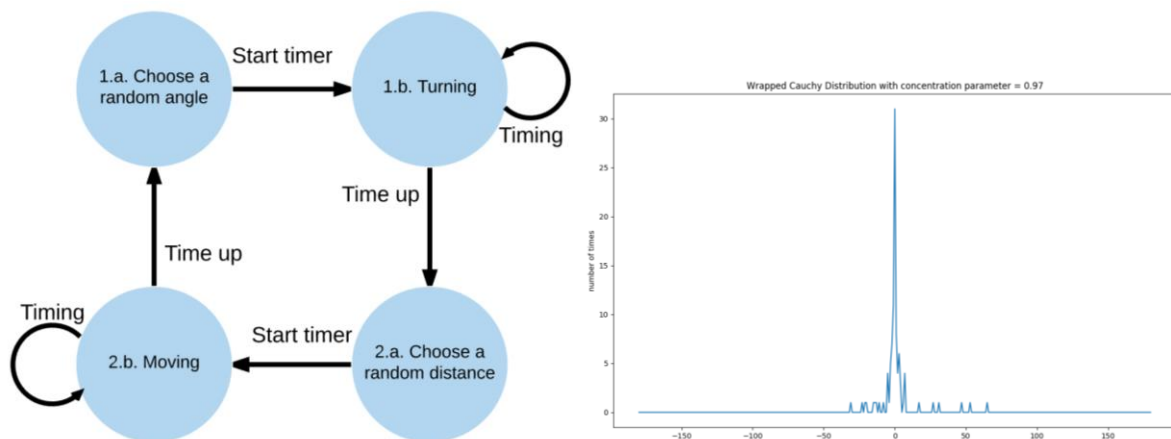 1.a. Choose a
random angle
Start timer
1.b. Turning
Timing
Time up
2.a. Choose a
random distance
Start timer
2.b. Moving
Timing
Time up
Wrapped Cauchy Distribution with concentration parameter = 0.97
number of times
30
25
20
15
10
5
0
−150
−100
−50
0
50
100
150